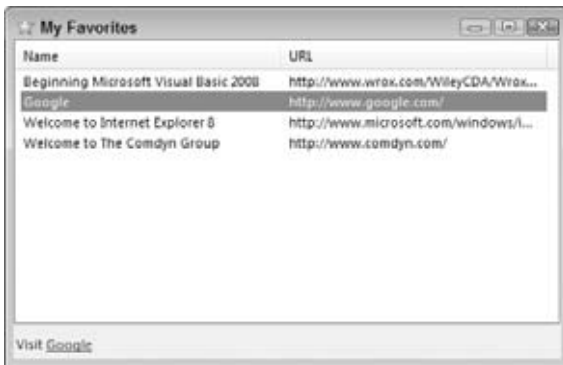 My Favorites
Name URL
Beginning Microsoft Visual Basic 2008 http://www.wrox.com/WileyCDA/Wrox...
Google http://www.google.com/
Welcome to Internet Explorer 8 http://www.microsoft.com/windows/i...
Welcome to The Comdyn Group http://www.comdyn.com/
Visit Google